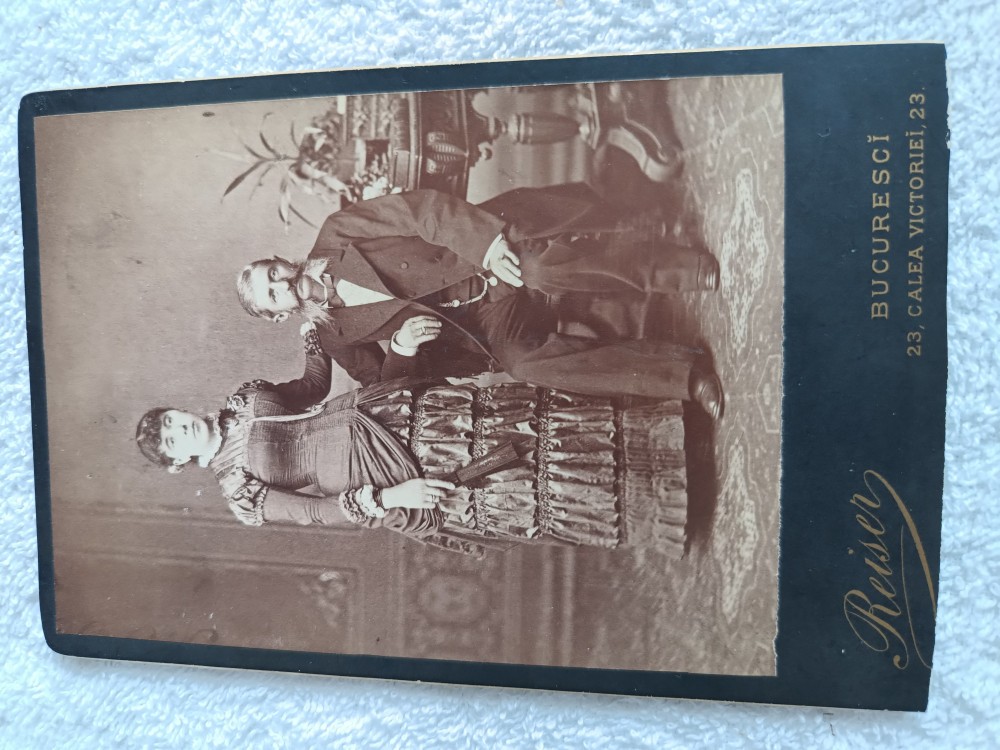 Reiser
BUCURESCĬ
23, CALEA VICTORIEĬ, 23.